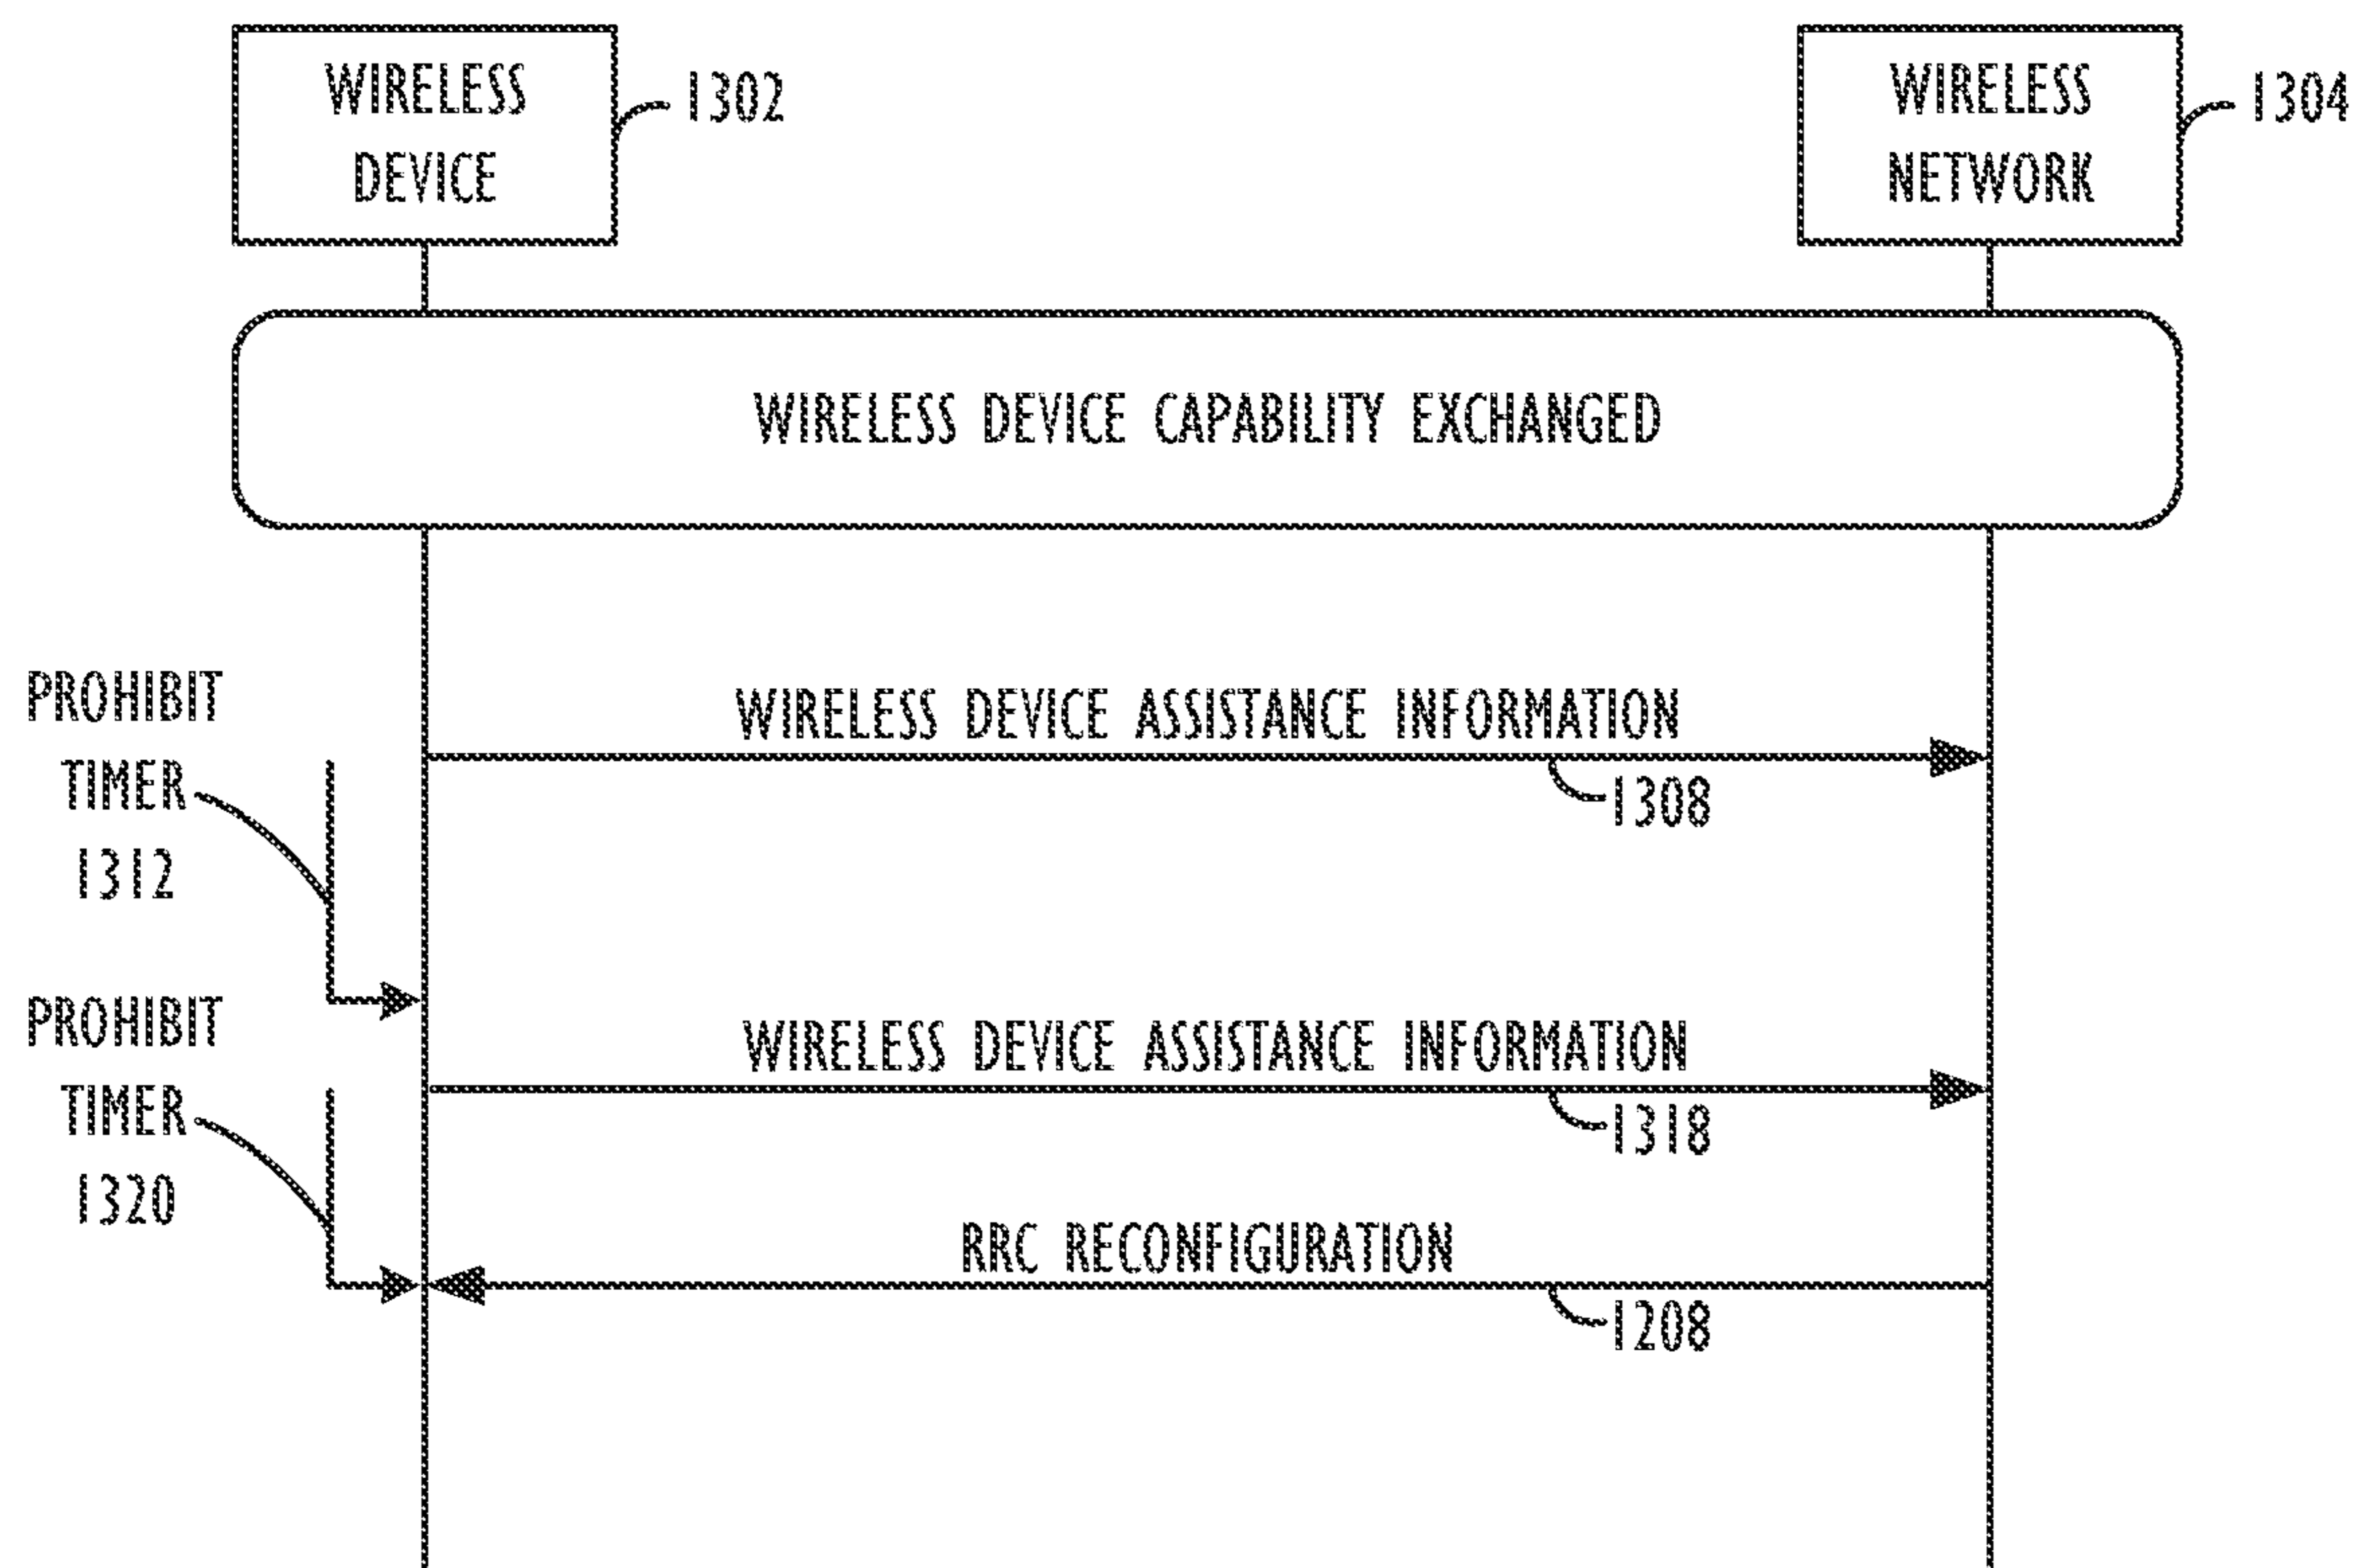 WIRELESS
DEVICE
1302
WIRELESS
NETWORK
1304
WIRELESS DEVICE CAPABILITY EXCHANGED
PROHIBIT
TIMER
1312
WIRELESS DEVICE ASSISTANCE INFORMATION
1308
PROHIBIT
TIMER
1320
WIRELESS DEVICE ASSISTANCE INFORMATION
1318
RRC RECONFIGURATION
1208